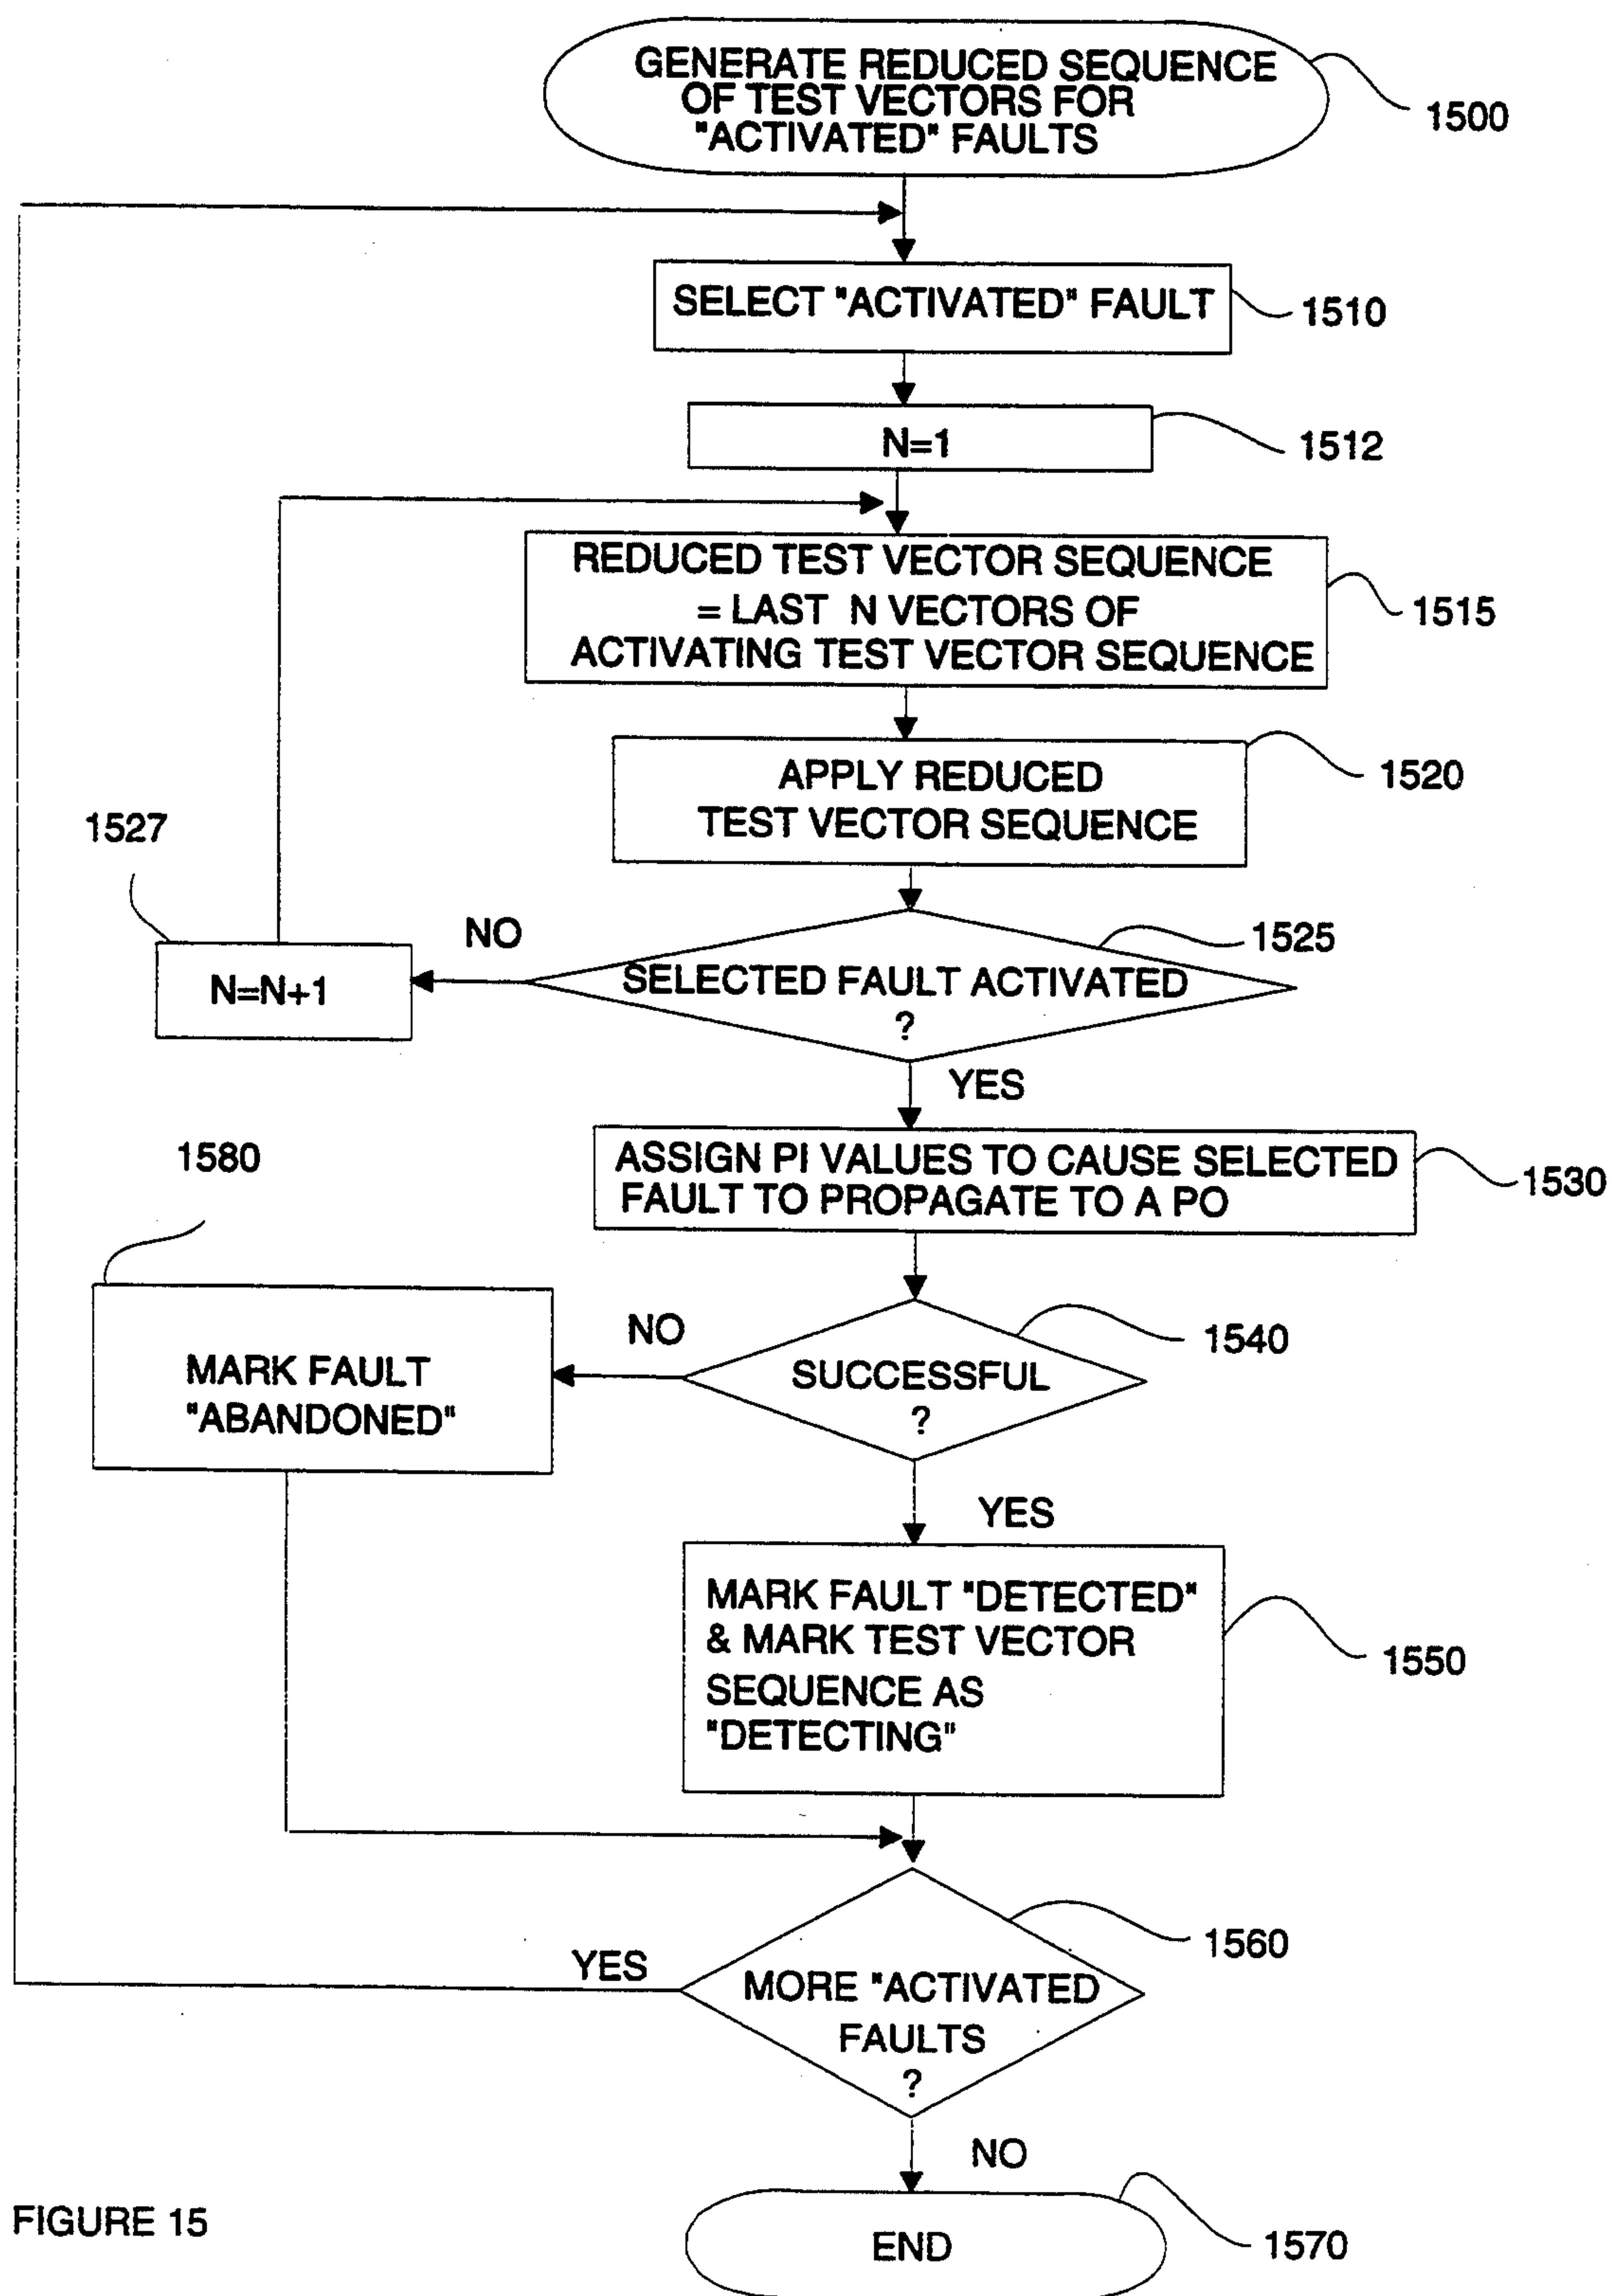 GENERATE REDUCED SEQUENCE
OF TEST VECTORS FOR
"ACTIVATED" FAULTS
1500
SELECT "ACTIVATED" FAULT
1510
N=1
1512
REDUCED TEST VECTOR SEQUENCE
= LAST N VECTORS OF
ACTIVATING TEST VECTOR SEQUENCE
1515
APPLY REDUCED
TEST VECTOR SEQUENCE
1520
1527
NO
1525
N=N+1
SELECTED FAULT ACTIVATED
?
YES
1580
ASSIGN PI VALUES TO CAUSE SELECTED
FAULT TO PROPAGATE TO A PO
1530
NO
1540
MARK FAULT
"ABANDONED"
SUCCESSFUL
?
YES
MARK FAULT "DETECTED"
& MARK TEST VECTOR
SEQUENCE AS
"DETECTING"
1550
1560
YES
MORE "ACTIVATED
FAULTS
?
NO
FIGURE 15
END
1570